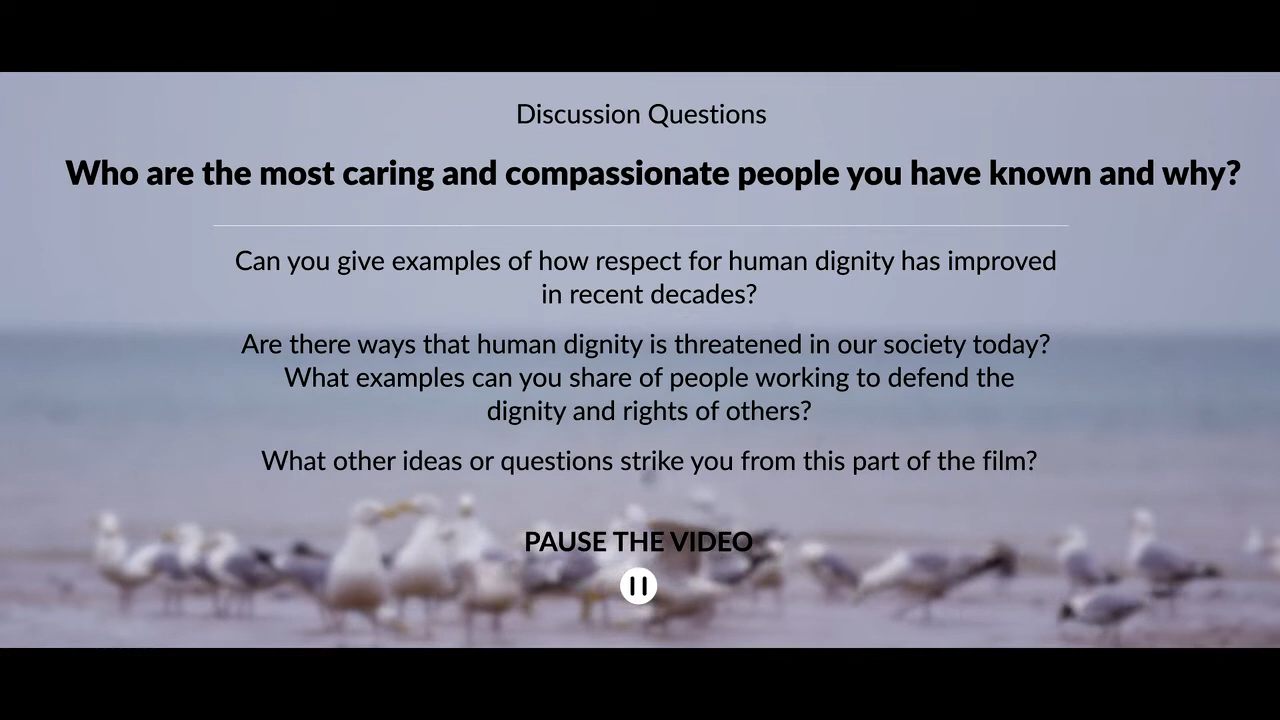 Discussion Questions
Who are the most caring and compassionate people you have known and why?
Can you give examples of how respect for human dignity has improved
in recent decades?
Are there ways that human dignity is threatened in our society today?
What examples can you share of people working to defend the
dignity and rights of others?
What other ideas or questions strike you from this part of the film?
PAUSE THE VIDEO